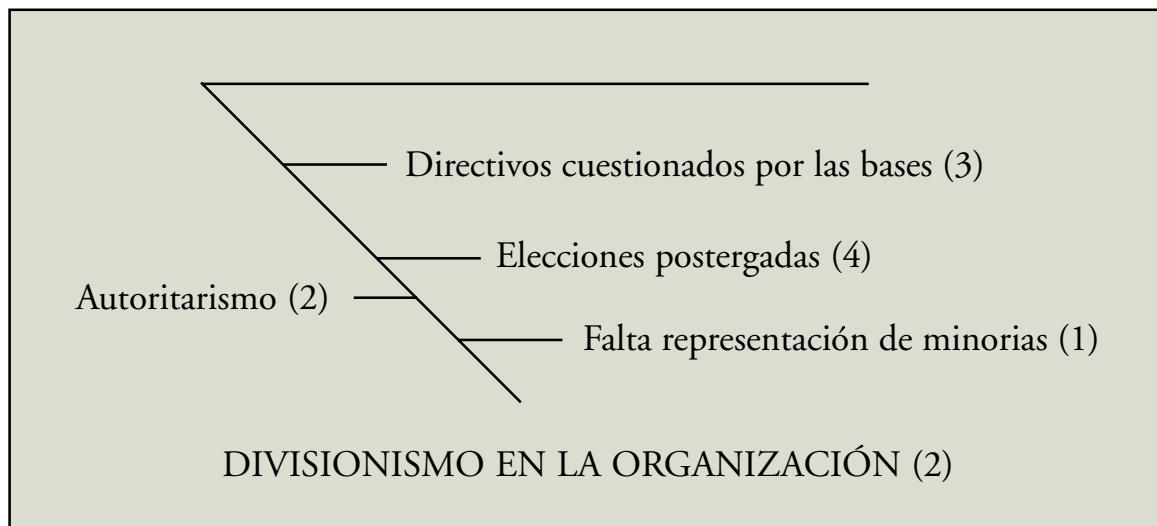 Directivos cuestionados por las bases (3)
Elecciones postergadas (4)
Autoritarismo (2)
Falta representación de minorias (1)
DIVISIONISMO EN LA ORGANIZACIÓN (2)